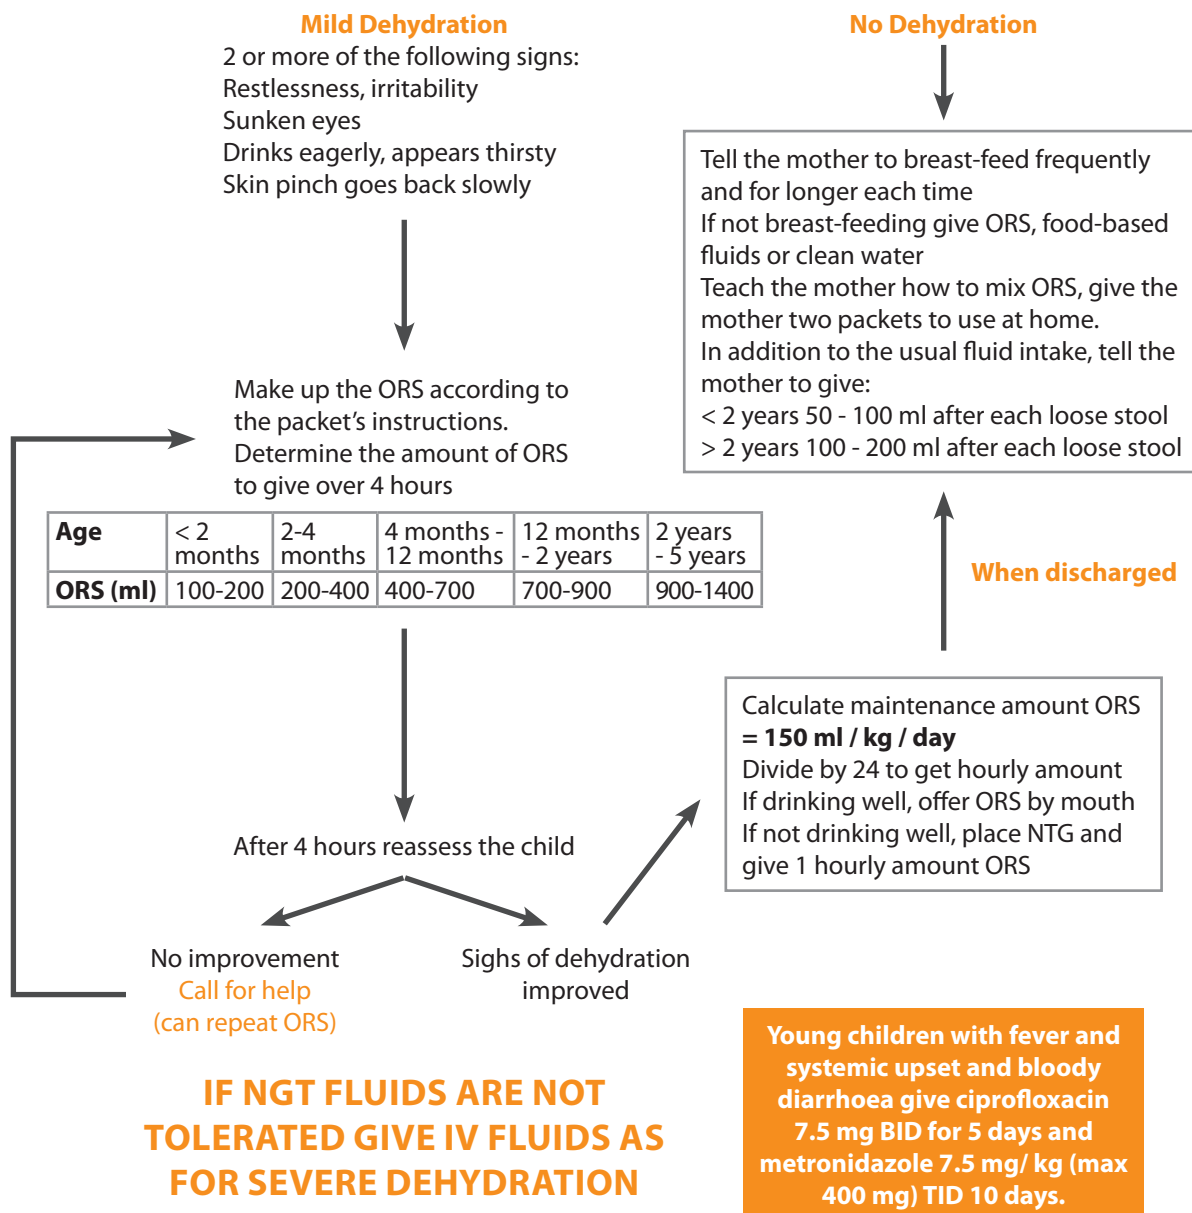 Mild Dehydration
2 or more of the following signs:
Restlessness, irritability
Sunken eyes
Drinks eagerly, appears thirsty
Skin pinch goes back slowly
Make up the ORS according to
the packet's instructions.
Determine the amount of ORS
to give over 4 hours
Age < 2 months 2-4 months 4 months - 12 months 12 months - 2 years 2 years - 5 years
ORS (ml) 100-200 200-400 400-700 700-900 900-1400
After 4 hours reassess the child
No improvement
Call for help
(can repeat ORS)
Sighs of dehydration
improved
IF NGT FLUIDS ARE NOT
TOLERATED GIVE IV FLUIDS AS
FOR SEVERE DEHYDRATION
No Dehydration
Tell the mother to breast-feed frequently
and for longer each time
If not breast-feeding give ORS, food-based
fluids or clean water
Teach the mother how to mix ORS, give the
mother two packets to use at home.
In addition to the usual fluid intake, tell the
mother to give:
< 2 years 50 - 100 ml after each loose stool
> 2 years 100 - 200 ml after each loose stool
When discharged
Calculate maintenance amount ORS
= 150 ml / kg / day
Divide by 24 to get hourly amount
If drinking well, offer ORS by mouth
If not drinking well, place NTG and
give 1 hourly amount ORS
Young children with fever and
systemic upset and bloody
diarrhoea give ciprofloxacin
7.5 mg BID for 5 days and
metronidazole 7.5 mg/ kg (max
400 mg) TID 10 days.